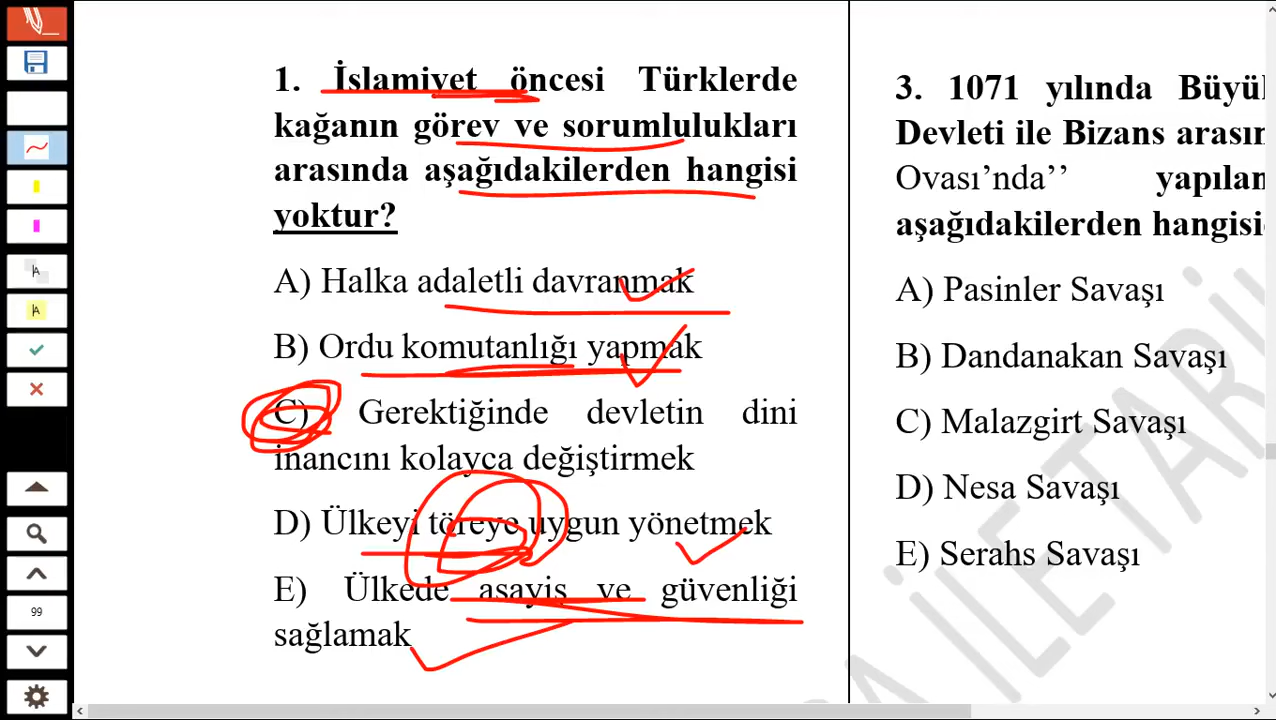 1. İslamiyet öncesi Türklerde
kağanın görev ve sorumlulukları
arasında aşağıdakilerden hangisi
yoktur?
A) Halka adaletli davranmak
B) Ordu komutanlığı yapmak
C) Gerektiğinde devletin dini
inancını kolayca değiştirmek
D) Ülkeyi töreye uygun yönetmek
E) Ülkede asayiş ve güvenliği
sağlamak
3. 1071 yılında Büyü
Devleti ile Bizans arasın
Ovası’nda’’ yapılan
aşağıdakilerden hangisi
A) Pasinler Savaşı
B) Dandanakan Savaşı
C) Malazgirt Savaşı
D) Nesa Savaşı
E) Serahs Savaşı
99
A İLE TARİH